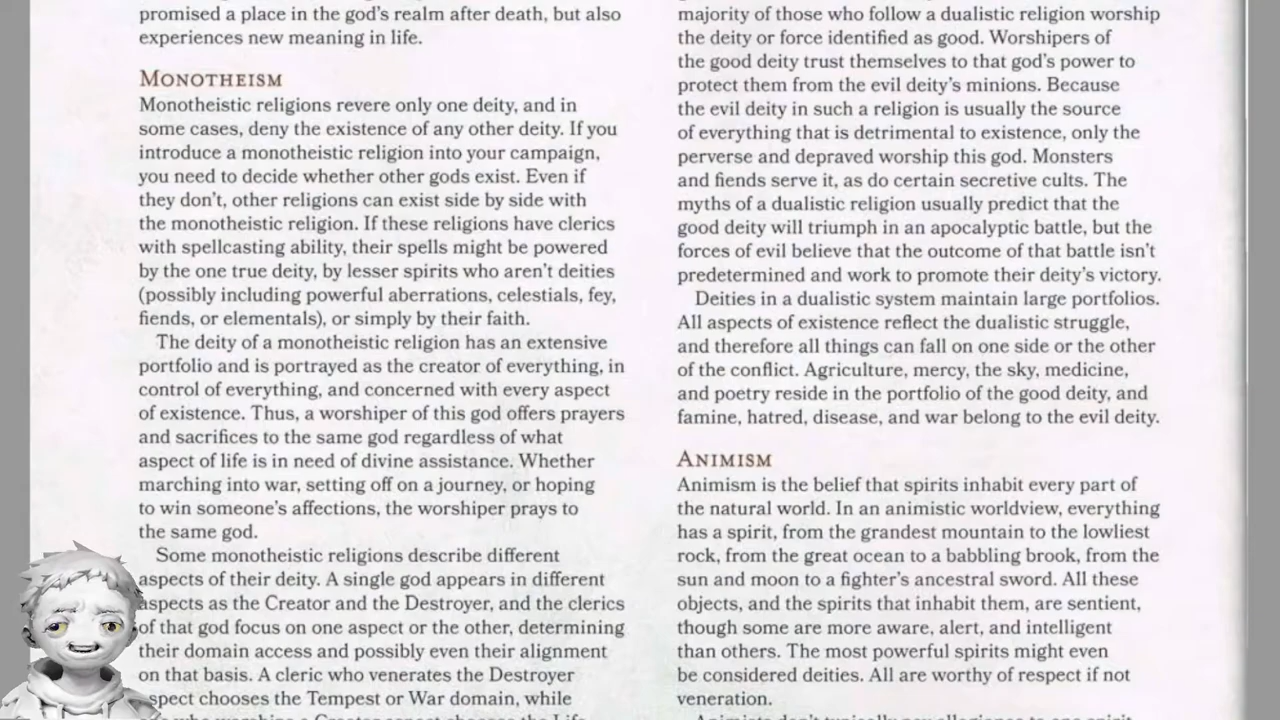 promised a place in the god's realm after death, but also
experiences new meaning in life.
MONOTHEISM
Monotheistic religions revere only one deity, and in
some cases, deny the existence of any other deity. If you
introduce a monotheistic religion into your campaign,
you need to decide whether other gods exist. Even if
they don't, other religions can exist side by side with
the monotheistic religion. If these religions have clerics
with spellcasting ability, their spells might be powered
by the one true deity, by lesser spirits who aren't deities
(possibly including powerful aberrations, celestials, fey,
fiends, or elementals), or simply by their faith.
The deity of a monotheistic religion has an extensive
portfolio and is portrayed as the creator of everything, in
control of everything, and concerned with every aspect
of existence. Thus, a worshiper of this god offers prayers
and sacrifices to the same god regardless of what
aspect of life is in need of divine assistance. Whether
marching into war, setting off on a journey, or hoping
to win someone's affections, the worshiper prays to
the same god.
Some monotheistic religions describe different
aspects of their deity. A single god appears in different
aspects as the Creator and the Destroyer, and the clerics
of that god focus on one aspect or the other, determining
their domain access and possibly even their alignment
on that basis. A cleric who venerates the Destroyer
aspect chooses the Tempest or War domain, while
who worships a Creator aspect chooses the Life
majority of those who follow a dualistic religion worship
the deity or force identified as good. Worshipers of
the good deity trust themselves to that god's power to
protect them from the evil deity's minions. Because
the evil deity in such a religion is usually the source
of everything that is detrimental to existence, only the
perverse and depraved worship this god. Monsters
and fiends serve it, as do certain secretive cults. The
myths of a dualistic religion usually predict that the
good deity will triumph in an apocalyptic battle, but the
forces of evil believe that the outcome of that battle isn't
predetermined and work to promote their deity's victory.
Deities in a dualistic system maintain large portfolios.
All aspects of existence reflect the dualistic struggle,
and therefore all things can fall on one side or the other
of the conflict. Agriculture, mercy, the sky, medicine,
and poetry reside in the portfolio of the good deity, and
famine, hatred, disease, and war belong to the evil deity.
ANIMISM
Animism is the belief that spirits inhabit every part of
the natural world. In an animistic worldview, everything
has a spirit, from the grandest mountain to the lowliest
rock, from the great ocean to a babbling brook, from the
sun and moon to a fighter's ancestral sword. All these
objects, and the spirits that inhabit them, are sentient,
though some are more aware, alert, and intelligent
than others. The most powerful spirits might even
be considered deities. All are worthy of respect if not
veneration.
Animists don't typically pay allegiance to one spirit